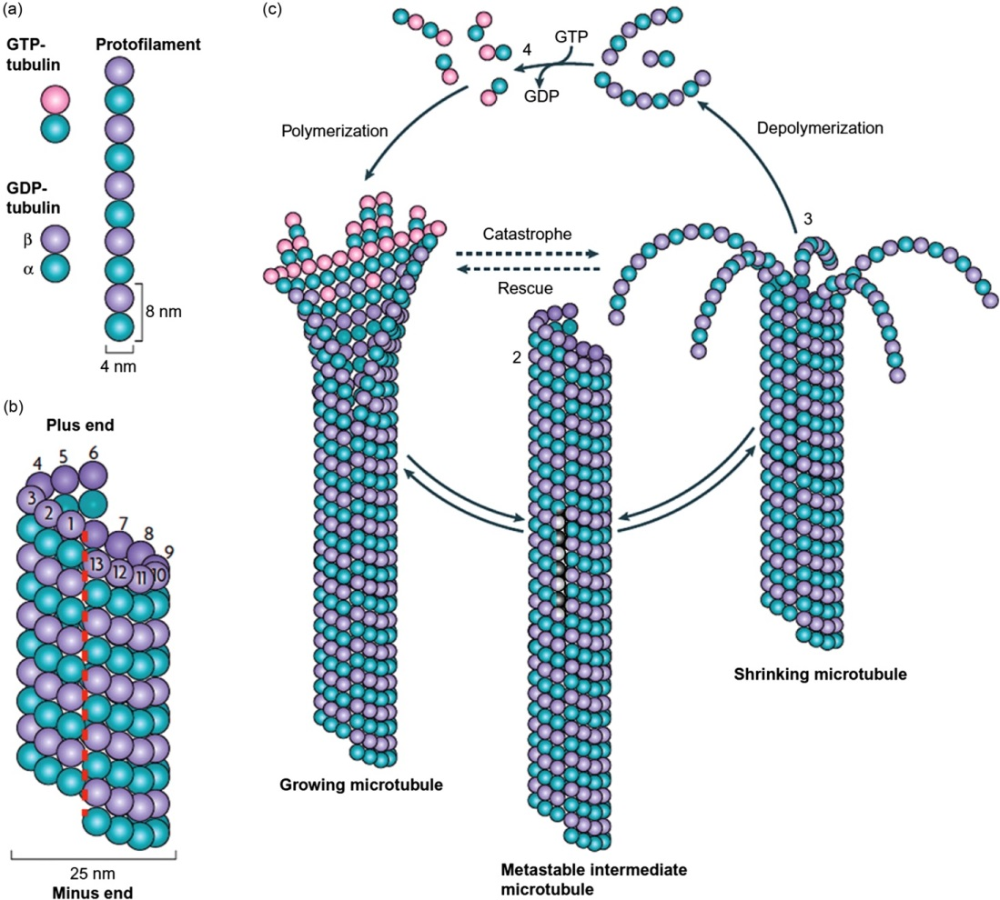 (a)
GTP-
tubulin
Protofilament
GDP-
tubulin
β
α
8 nm
4 nm
(b)
Plus end
4
5
6
3
2
1
7
8
9
13
12
11
10
25 nm
Minus end
(c)
4
GTP
GDP
Polymerization
Depolymerization
3
Catastrophe
Rescue
2
Shrinking microtubule
Growing microtubule
Metastable intermediate
microtubule